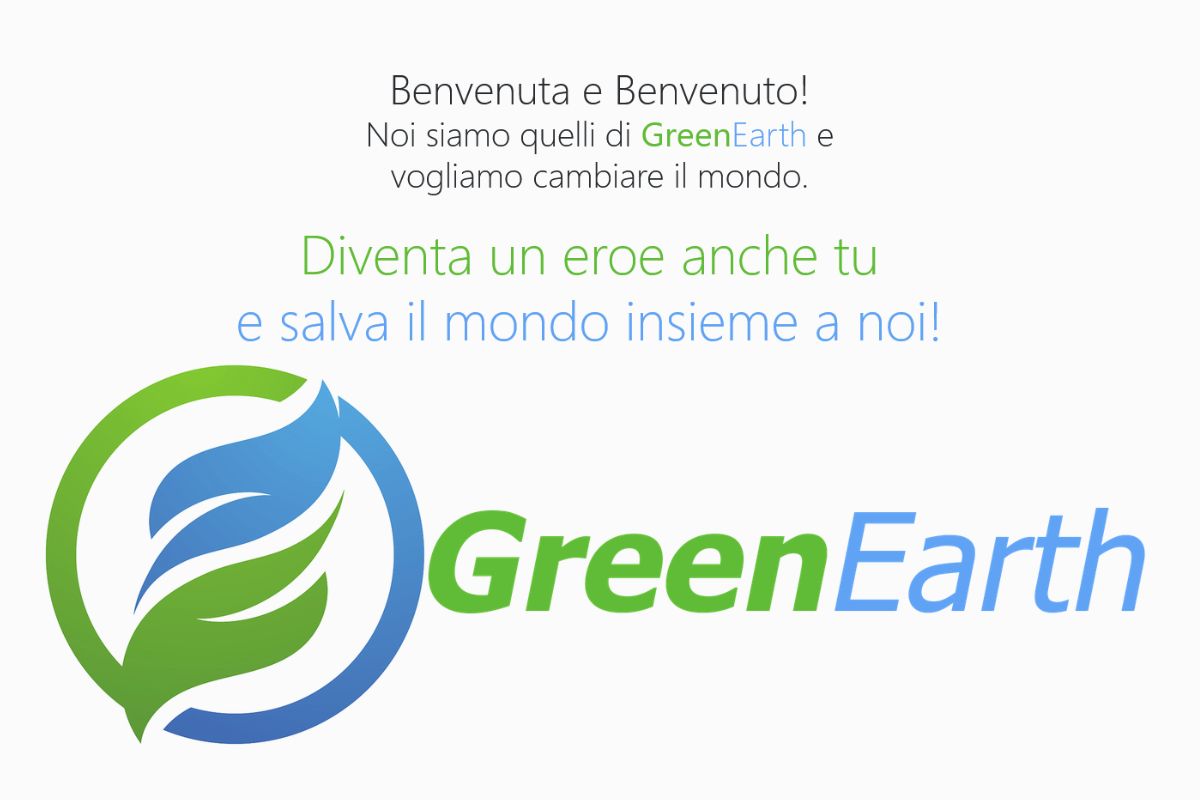 Benvenuta e Benvenuto!
Noi siamo quelli di GreenEarth e
vogliamo cambiare il mondo.
Diventa un eroe anche tu
e salva il mondo insieme a noi!
GreenEarth